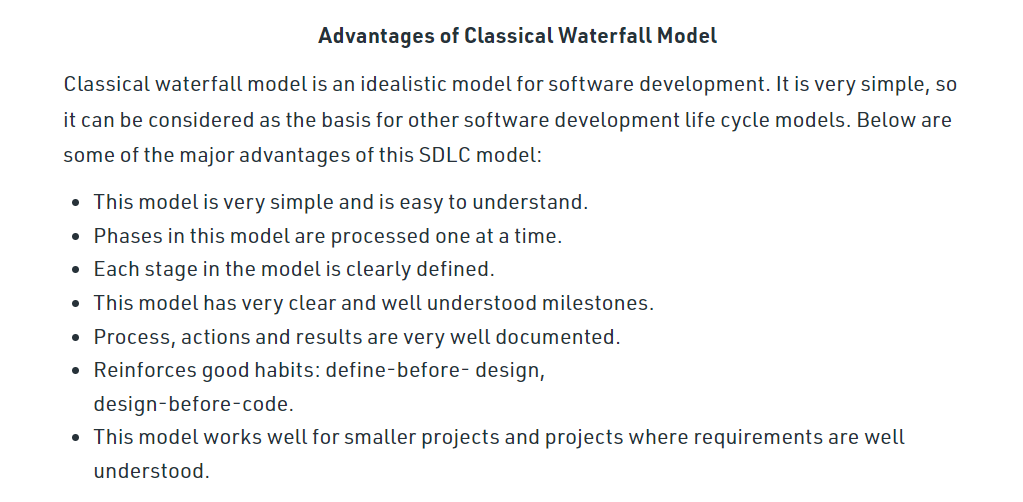 Advantages of Classical Waterfall Model
Classical waterfall model is an idealistic model for software development. It is very simple, so
it can be considered as the basis for other software development life cycle models. Below are
some of the major advantages of this SDLC model:
• This model is very simple and is easy to understand.
• Phases in this model are processed one at a time.
• Each stage in the model is clearly defined.
• This model has very clear and well understood milestones.
• Process, actions and results are very well documented.
• Reinforces good habits: define-before- design,
design-before-code.
• This model works well for smaller projects and projects where requirements are well
understood.